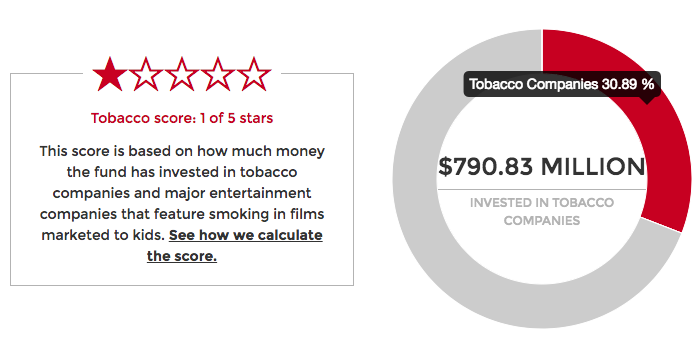 Tobacco score: 1 of 5 stars
This score is based on how much money
the fund has invested in tobacco
companies and major entertainment
companies that feature smoking in films
marketed to kids. See how we calculate
the score.
Tobacco Companies 30.89 %
$790.83 MILLION
INVESTED IN TOBACCO
COMPANIES